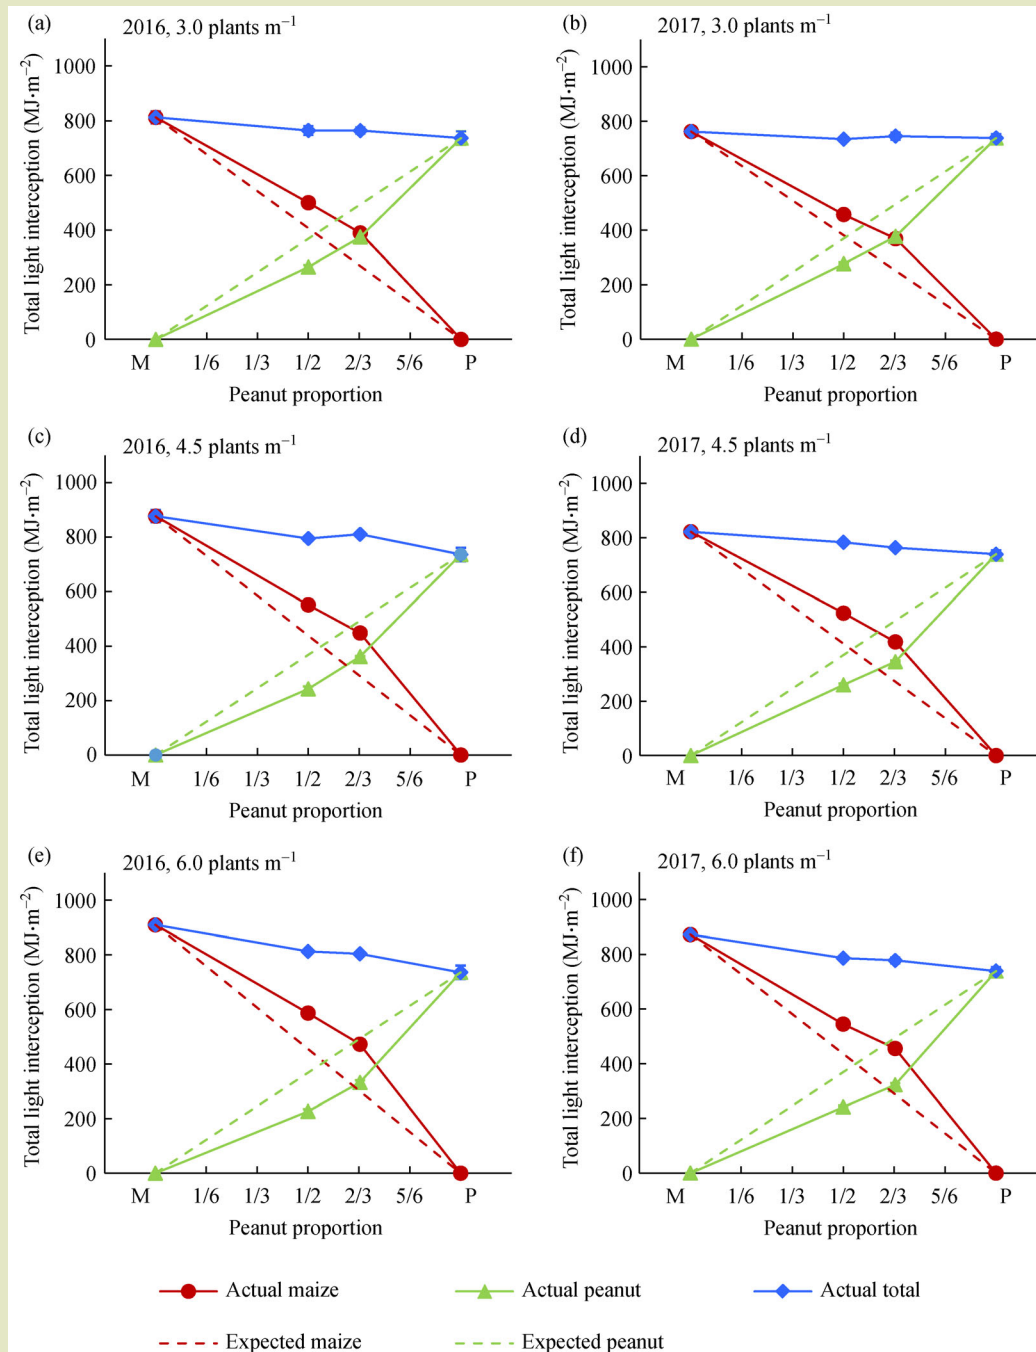 (a) 2016, 3.0 plants m⁻¹
Total light interception (MJ·m⁻²)
1000
800
600
400
200
0
M 1/6 1/3 1/2 2/3 5/6 P
Peanut proportion
(b) 2017, 3.0 plants m⁻¹
Total light interception (MJ·m⁻²)
1000
800
600
400
200
0
M 1/6 1/3 1/2 2/3 5/6 P
Peanut proportion
(c) 2016, 4.5 plants m⁻¹
Total light interception (MJ·m⁻²)
1000
800
600
400
200
0
M 1/6 1/3 1/2 2/3 5/6 P
Peanut proportion
(d) 2017, 4.5 plants m⁻¹
Total light interception (MJ·m⁻²)
1000
800
600
400
200
0
M 1/6 1/3 1/2 2/3 5/6 P
Peanut proportion
(e) 2016, 6.0 plants m⁻¹
Total light interception (MJ·m⁻²)
1000
800
600
400
200
0
M 1/6 1/3 1/2 2/3 5/6 P
Peanut proportion
(f) 2017, 6.0 plants m⁻¹
Total light interception (MJ·m⁻²)
1000
800
600
400
200
0
M 1/6 1/3 1/2 2/3 5/6 P
Peanut proportion
Actual maize Actual peanut Actual total
Expected maize Expected peanut